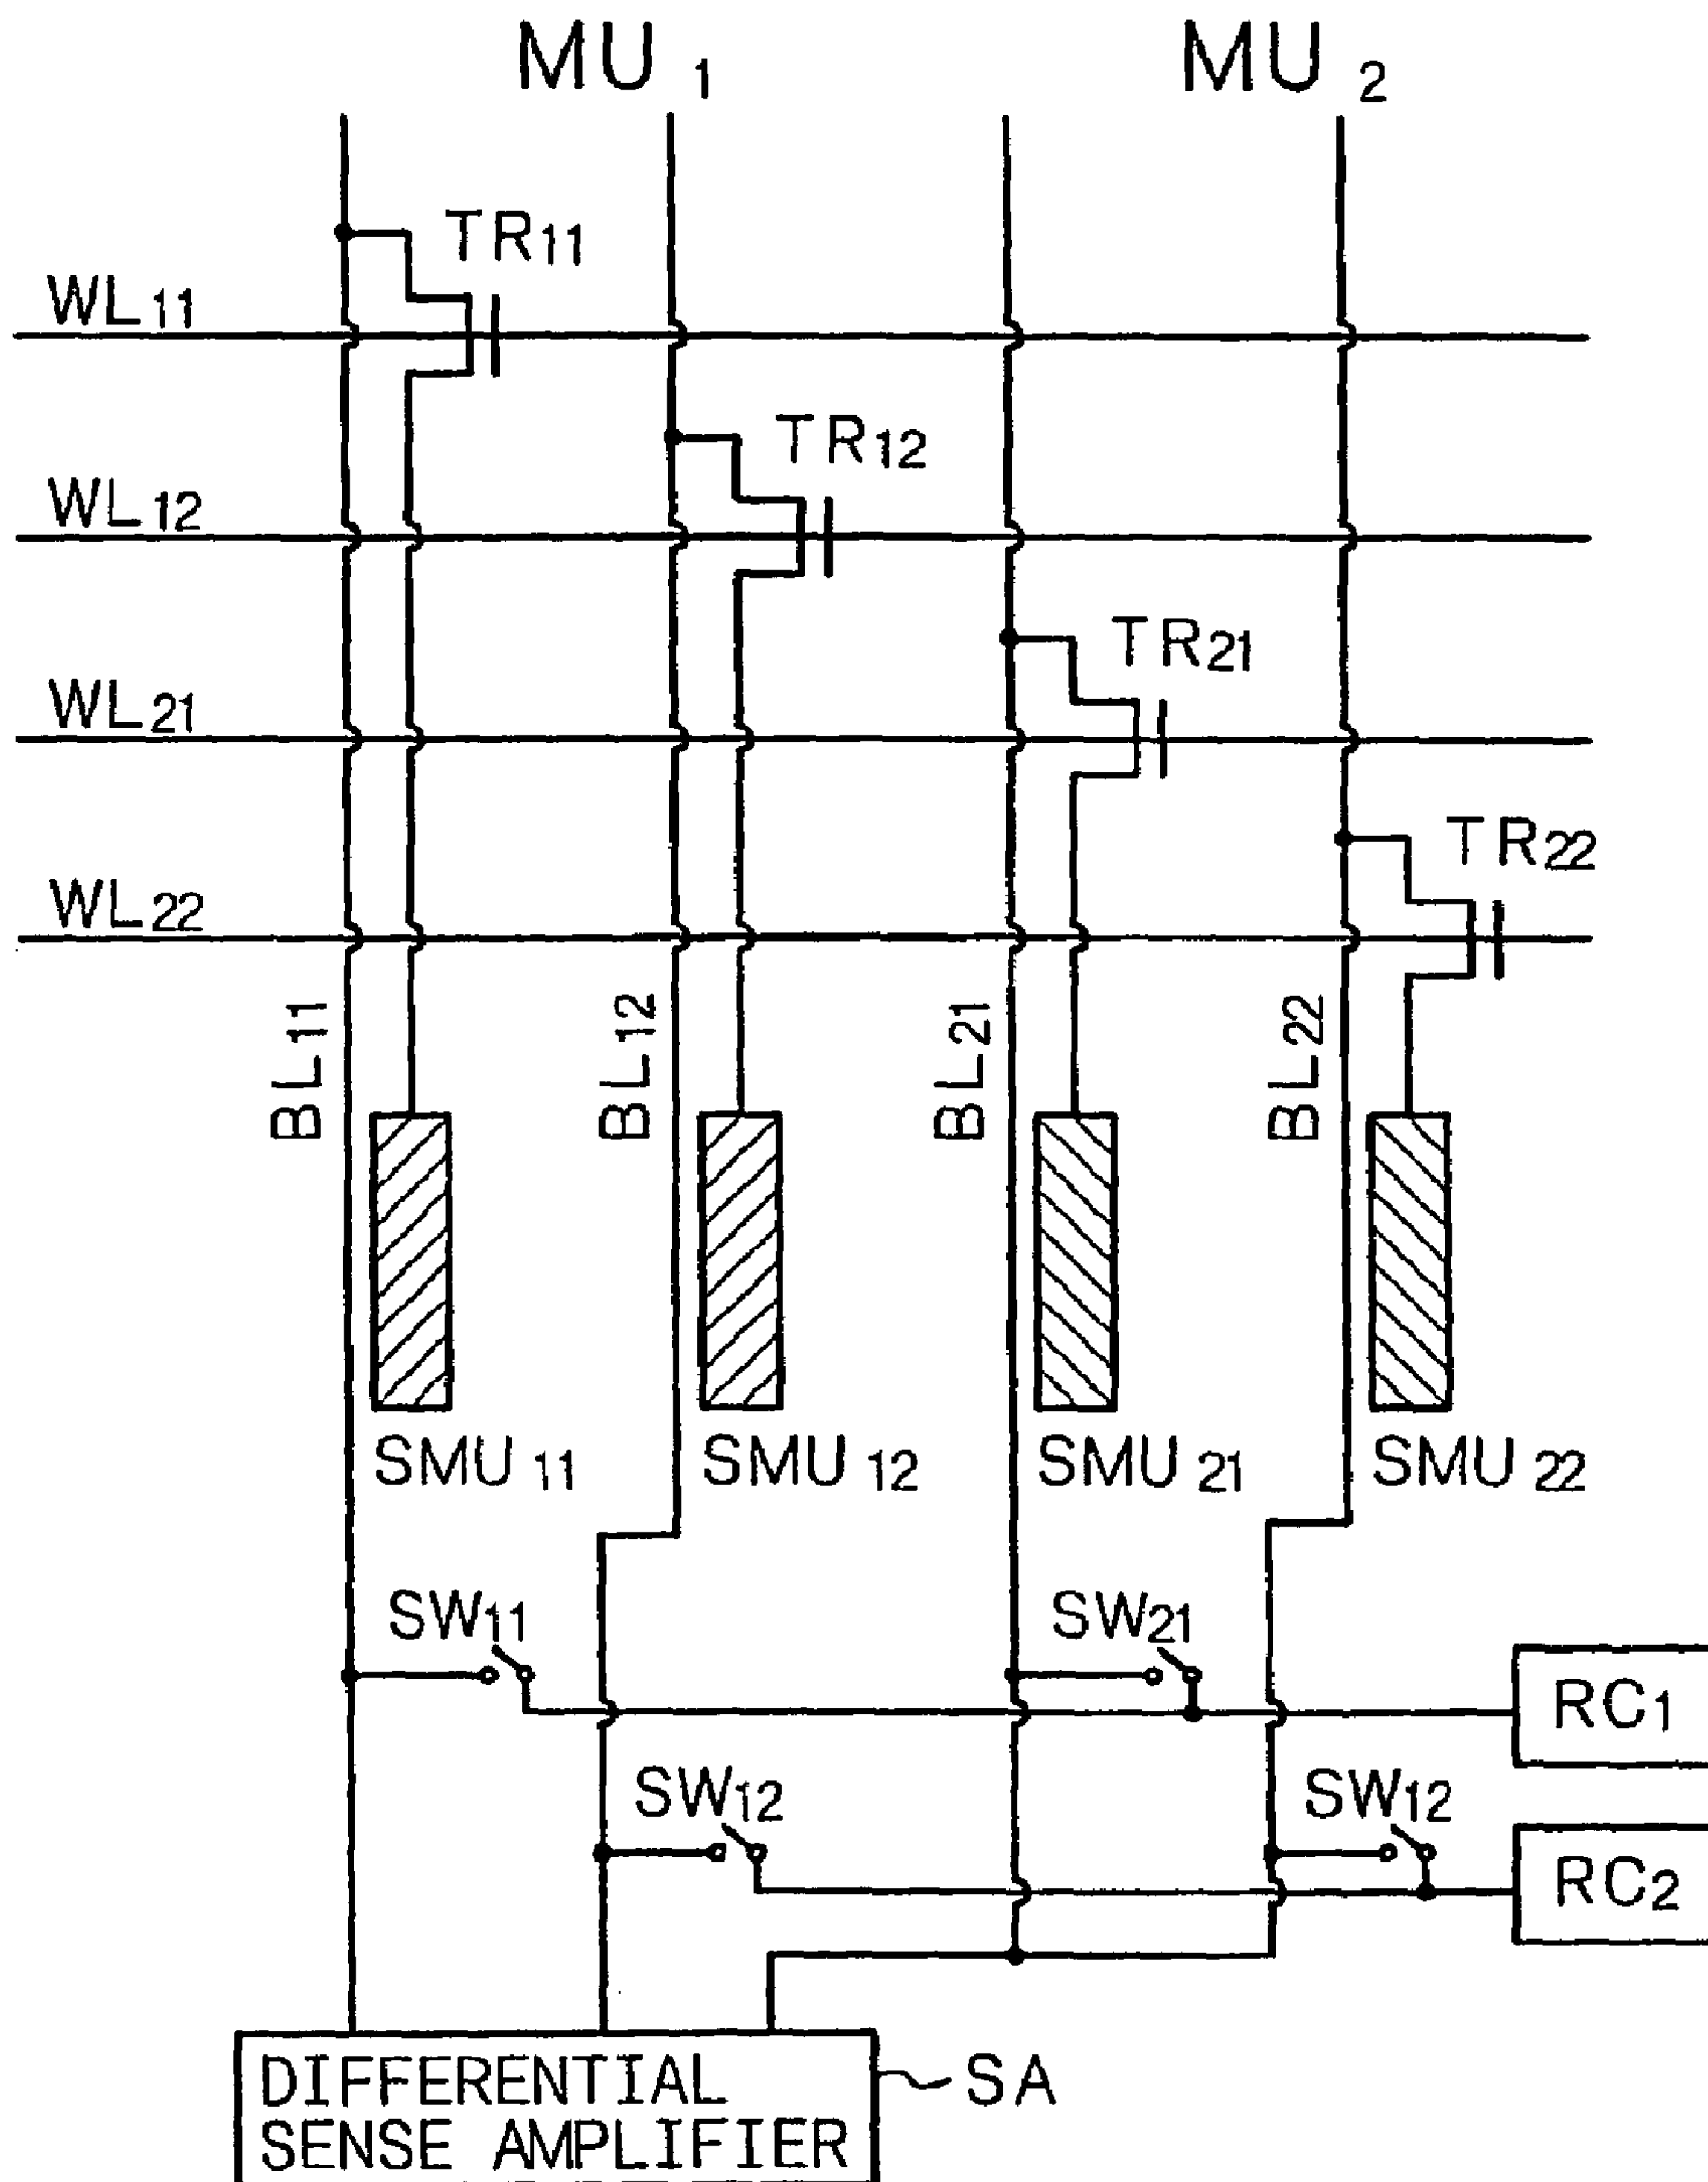 MU 1
MU 2
TR11
WL11
TR12
WL12
TR21
WL21
TR22
WL22
BL11
BL12
BL21
BL22
SMU 11
SMU 12
SMU 21
SMU 22
SW11
SW21
RC1
SW12
SW12
RC2
DIFFERENTIAL
SENSE AMPLIFIER
SA